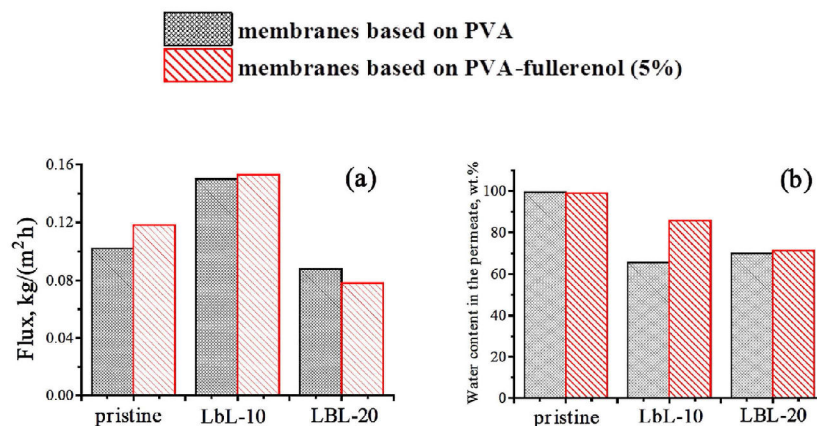 membranes based on PVA
membranes based on PVA-fullerenol (5%)
(a)
Flux, kg/(m²h)
0.16
0.12
0.08
0.04
0.00
pristine LbL-10 LBL-20
(b)
Water content in the permeate, wt.%
100
80
60
40
20
0
pristine LbL-10 LBL-20